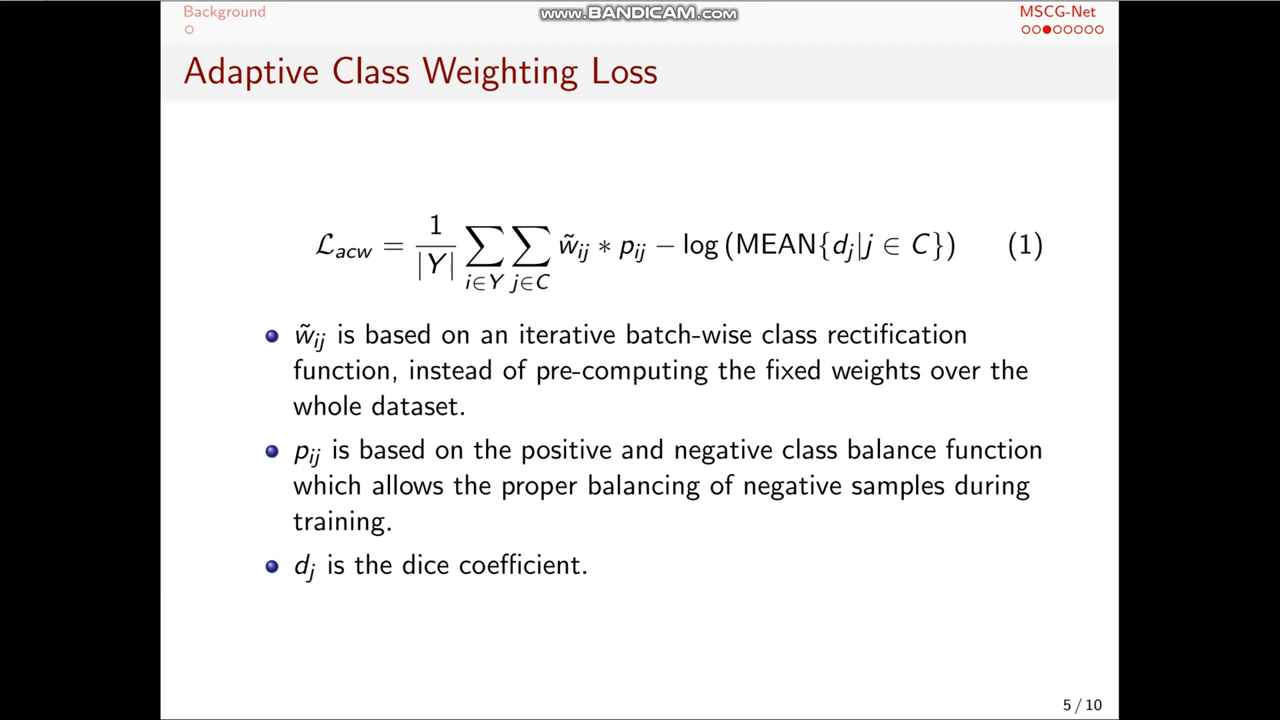 Background
www.BANDICAM.com
MSCG-Net
Adaptive Class Weighting Loss
ℒ_acw = 1/|Y| ∑_{i∈Y} ∑_{j∈C} w̃_ij * p_ij − log (MEAN{d_j|j ∈ C}) (1)
w̃_ij is based on an iterative batch-wise class rectification
function, instead of pre-computing the fixed weights over the
whole dataset.
p_ij is based on the positive and negative class balance function
which allows the proper balancing of negative samples during
training.
d_j is the dice coefficient.
5 / 10